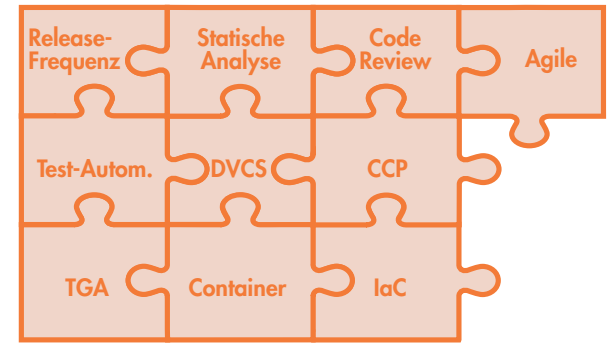 Release-
Frequenz
Statische
Analyse
Code
Review
Agile
Test-Autom.
DVCS
CCP
TGA
Container
IaC